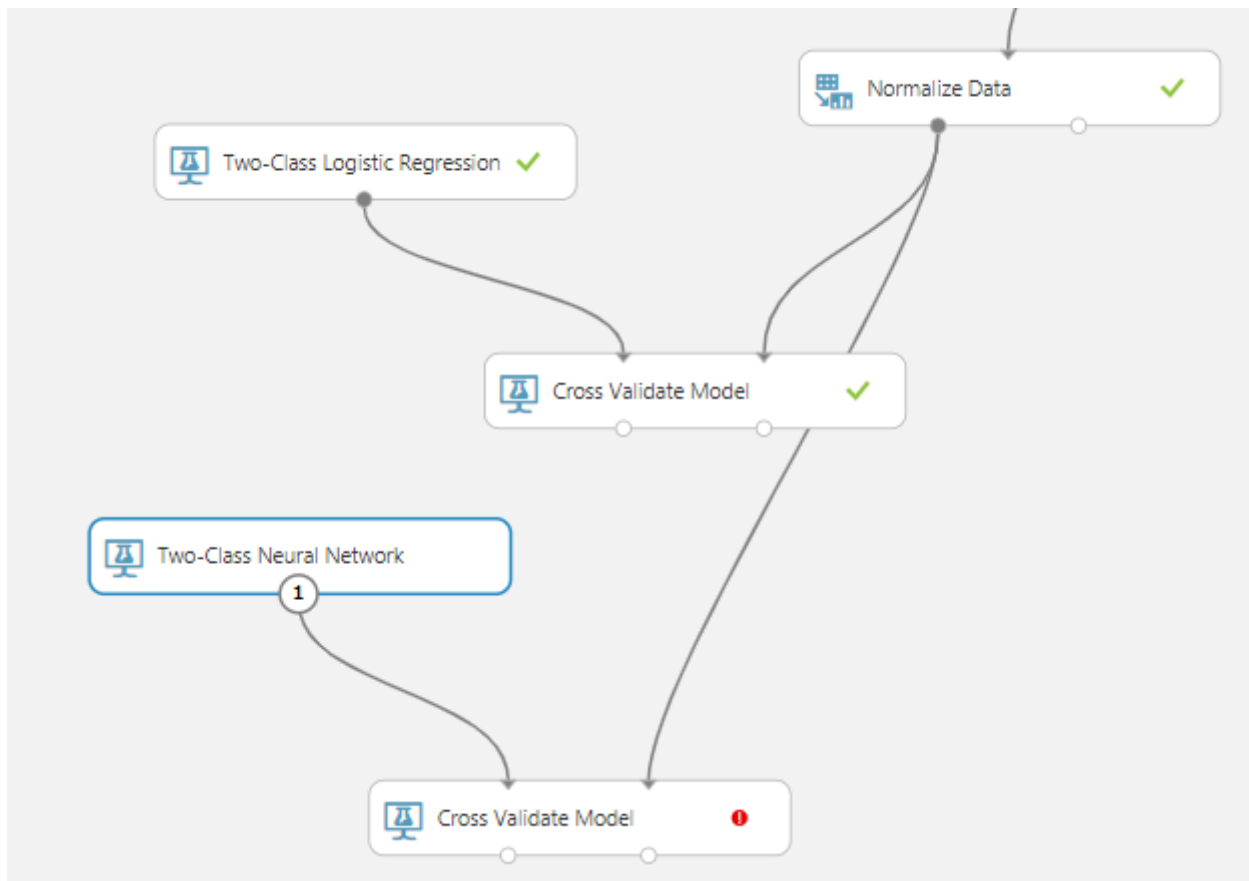 Normalize Data
Two-Class Logistic Regression
Cross Validate Model
Two-Class Neural Network
1
Cross Validate Model